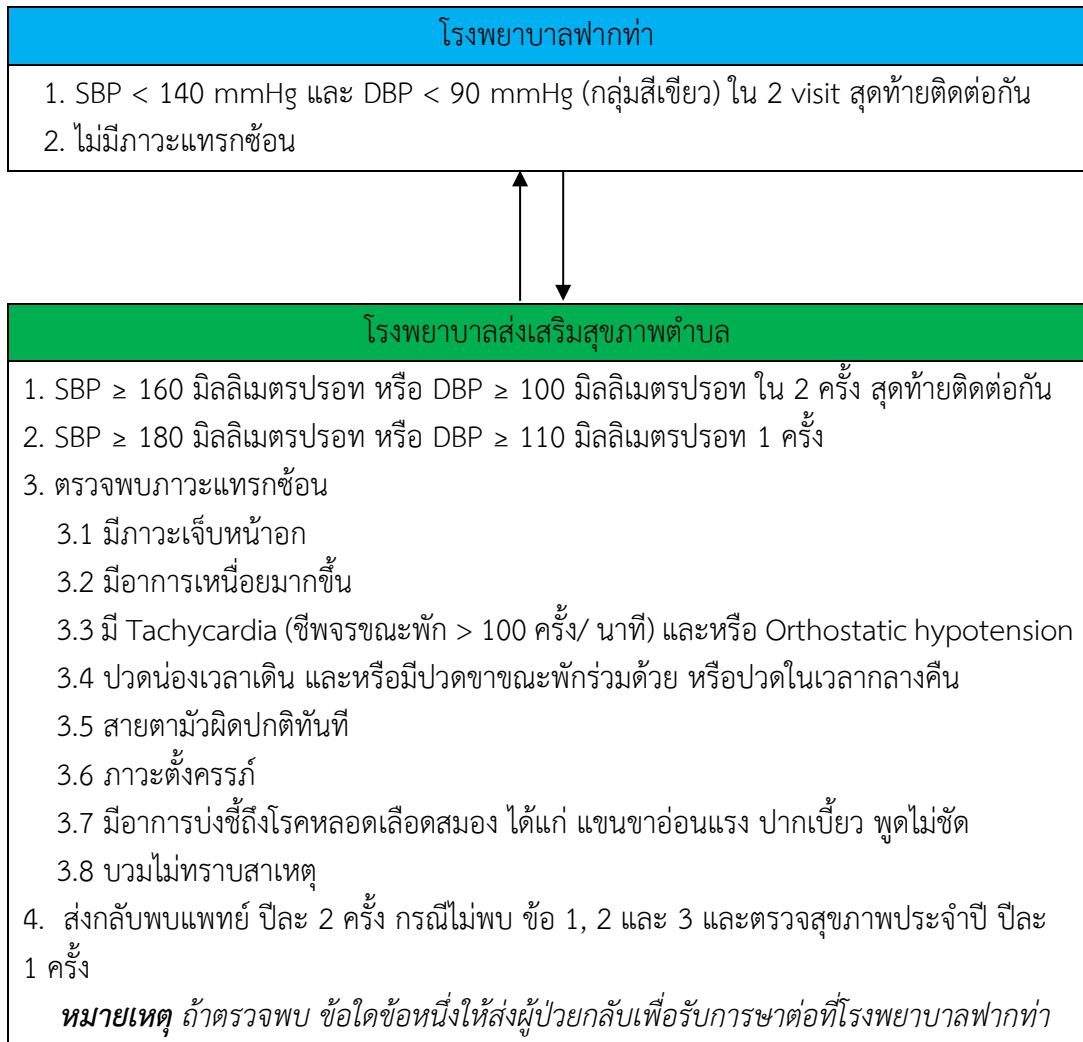 โรงพยาบาลฟากท่า
1. SBP < 140 mmHg และ DBP < 90 mmHg (กลุ่มสีเขียว) ใน 2 visit สุดท้ายติดต่อกัน
2. ไม่มีภาวะแทรกซ้อน
โรงพยาบาลส่งเสริมสุขภาพตำบล
1. SBP ≥ 160 มิลลิเมตรปรอท หรือ DBP ≥ 100 มิลลิเมตรปรอท ใน 2 ครั้ง สุดท้ายติดต่อกัน
2. SBP ≥ 180 มิลลิเมตรปรอท หรือ DBP ≥ 110 มิลลิเมตรปรอท 1 ครั้ง
3. ตรวจพบภาวะแทรกซ้อน
3.1 มีภาวะเจ็บหน้าอก
3.2 มีอาการเหนื่อยมากขึ้น
3.3 มี Tachycardia (ชีพจรขณะพัก > 100 ครั้ง/ นาที) และหรือ Orthostatic hypotension
3.4 ปวดน่องเวลาเดิน และหรือมีปวดขาขณะพักร่วมด้วย หรือปวดในเวลากลางคืน
3.5 สายตามัวผิดปกติทันที
3.6 ภาวะตั้งครรภ์
3.7 มีอาการบ่งชี้ถึงโรคหลอดเลือดสมอง ได้แก่ แขนขาอ่อนแรง ปากเบี้ยว พูดไม่ชัด
3.8 บวมไม่ทราบสาเหตุ
4. ส่งกลับพบแพทย์ ปีละ 2 ครั้ง กรณีไม่พบ ข้อ 1, 2 และ 3 และตรวจสุขภาพประจำปี ปีละ
1 ครั้ง
หมายเหตุ ถ้าตรวจพบ ข้อใดข้อหนึ่งให้ส่งผู้ป่วยกลับเพื่อรับการษาต่อที่โรงพยาบาลฟากท่า